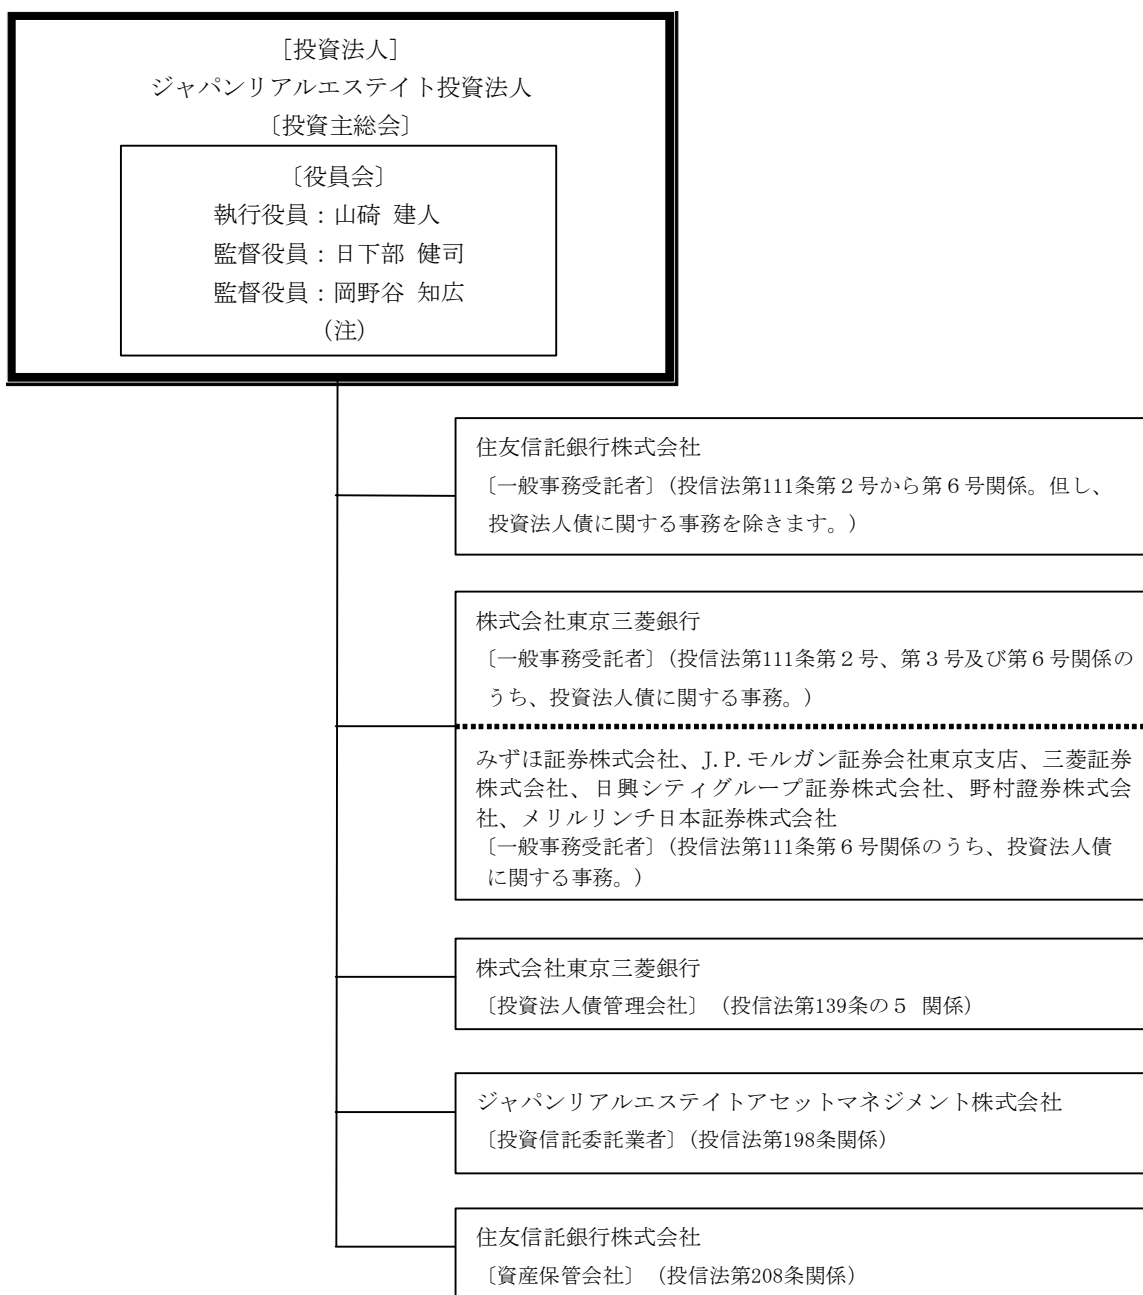 ［投資法人］
ジャパンリアルエステイト投資法人
〔投資主総会〕
〔役員会〕
執行役員：山碕 建人
監督役員：日下部 健司
監督役員：岡野谷 知広
（注）
住友信託銀行株式会社
〔一般事務受託者〕（投信法第111条第２号から第６号関係。但し、
投資法人債に関する事務を除きます。）
株式会社東京三菱銀行
〔一般事務受託者〕（投信法第111条第２号、第３号及び第６号関係の
うち、投資法人債に関する事務。）
みずほ証券株式会社、J.P.モルガン証券会社東京支店、三菱証券
株式会社、日興シティグループ証券株式会社、野村證券株式会
社、メリルリンチ日本証券株式会社
〔一般事務受託者〕（投信法第111条第６号関係のうち、投資法人債
に関する事務。）
株式会社東京三菱銀行
〔投資法人債管理会社〕（投信法第139条の５ 関係）
ジャパンリアルエステイトアセットマネジメント株式会社
〔投資信託委託業者〕（投信法第198条関係）
住友信託銀行株式会社
〔資産保管会社〕（投信法第208条関係）